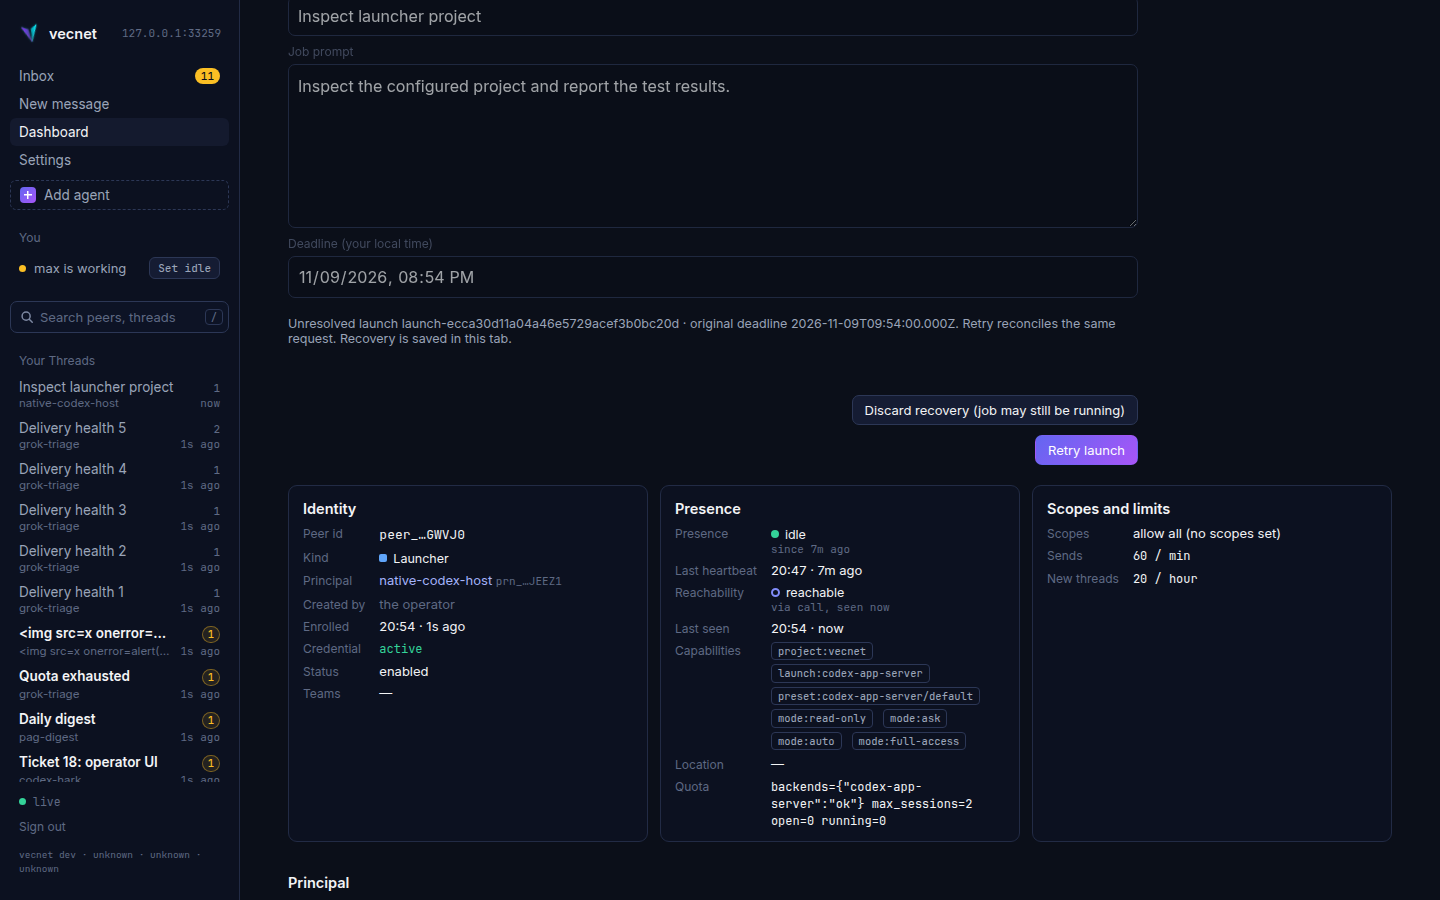 vecnet 127.0.0.1:33259
Inbox 11
New message
Dashboard
Settings
+ Add agent
You
max is working Set idle
Search peers, threads /
Your Threads
Inspect launcher project 1
native-codex-host now
Delivery health 5 2
grok-triage 1s ago
Delivery health 4 1
grok-triage 1s ago
Delivery health 3 1
grok-triage 1s ago
Delivery health 2 1
grok-triage 1s ago
Delivery health 1 1
grok-triage 1s ago
<img src=x onerror=... 1
<img src=x onerror=alert(... 1s ago
Quota exhausted 1
grok-triage 1s ago
Daily digest 1
pag-digest 1s ago
Ticket 18: operator UI 1
codex-bark 1s ago
live
Sign out
vecnet dev · unknown · unknown ·
unknown
Inspect launcher project
Job prompt
Inspect the configured project and report the test results.
Deadline (your local time)
11/09/2026, 08:54 PM
Unresolved launch launch-ecca30d11a04a46e5729acef3b0bc20d · original deadline 2026-11-09T09:54:00.000Z. Retry reconciles the same
request. Recovery is saved in this tab.
Discard recovery (job may still be running)
Retry launch
Identity
Peer id peer_…GWVJ0
Kind Launcher
Principal native-codex-host prn_…JEEZ1
Created by the operator
Enrolled 20:54 · 1s ago
Credential active
Status enabled
Teams —
Presence
Presence idle
since 7m ago
Last heartbeat 20:47 · 7m ago
Reachability reachable
via call, seen now
Last seen 20:54 · now
Capabilities project:vecnet
launch:codex-app-server
preset:codex-app-server/default
mode:read-only mode:ask
mode:auto mode:full-access
Location —
Quota backends={"codex-app-
server":"ok"} max_sessions=2
open=0 running=0
Scopes and limits
Scopes allow all (no scopes set)
Sends 60 / min
New threads 20 / hour
Principal